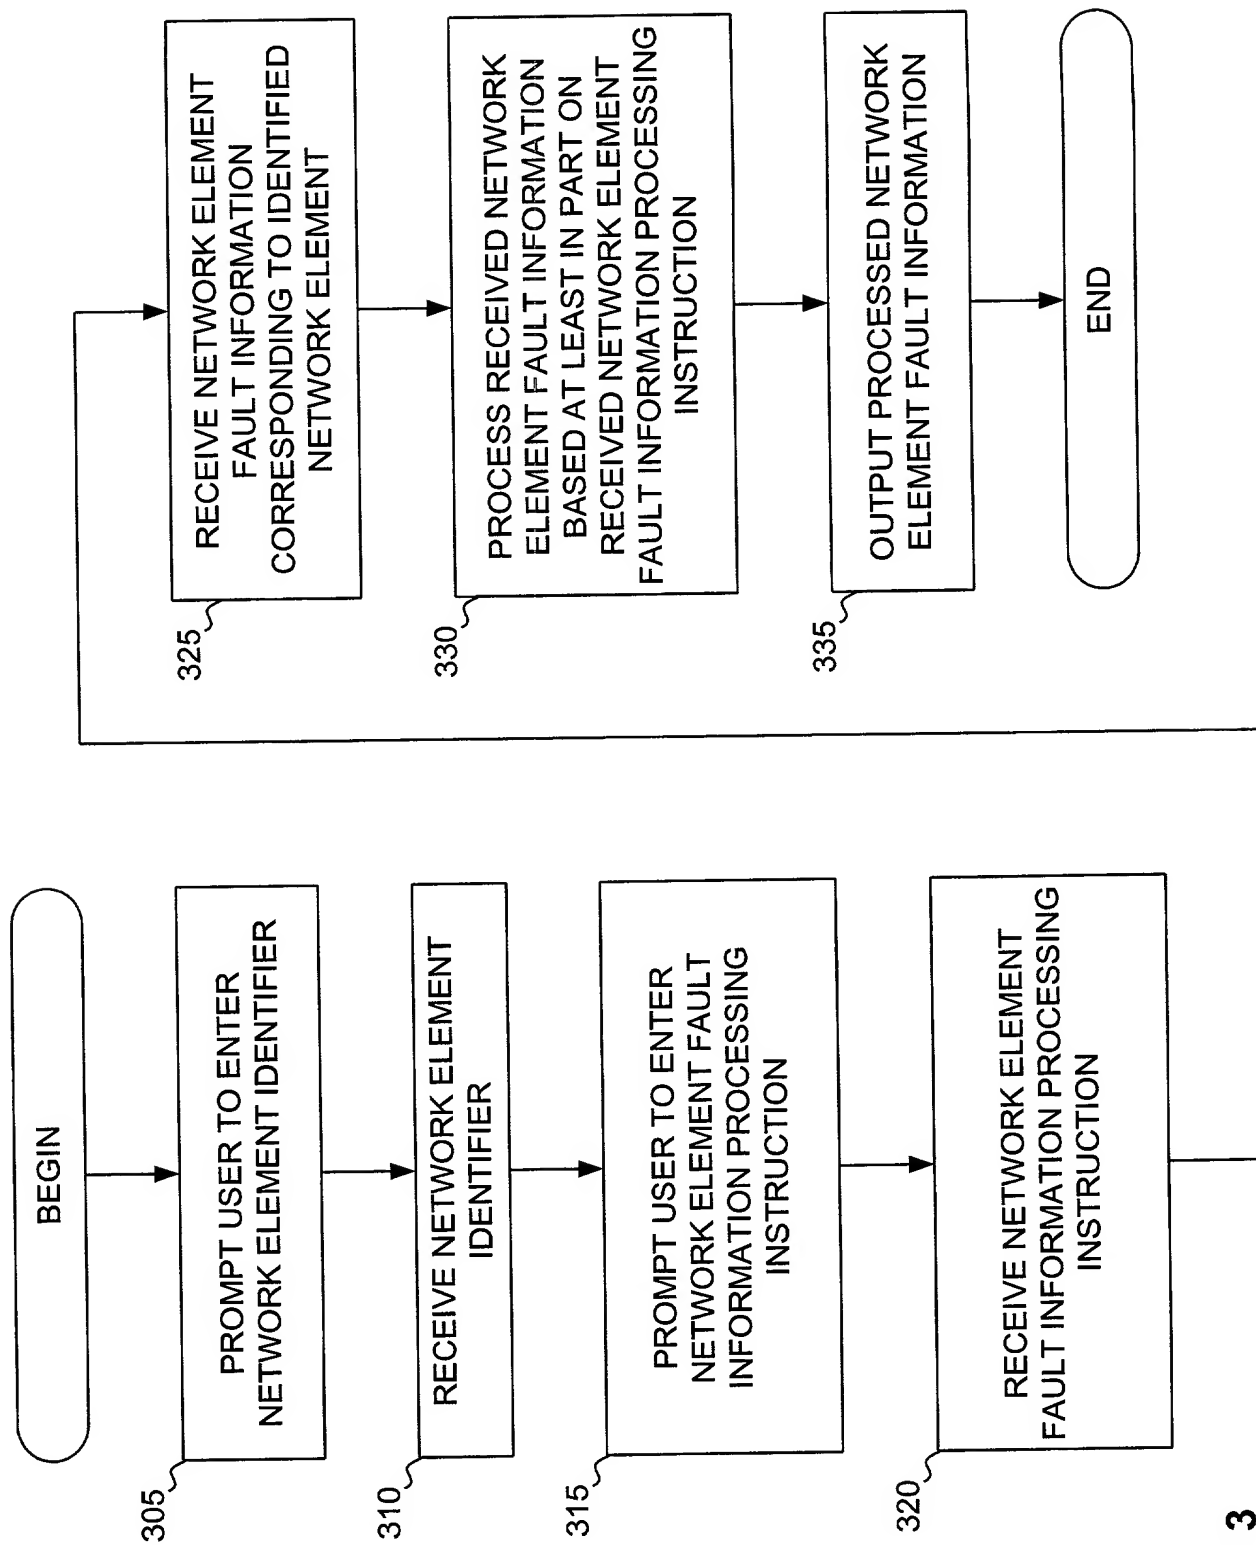 BEGIN
305
PROMPT USER TO ENTER
NETWORK ELEMENT IDENTIFIER
310
RECEIVE NETWORK ELEMENT
IDENTIFIER
315
PROMPT USER TO ENTER
NETWORK ELEMENT FAULT
INFORMATION PROCESSING
INSTRUCTION
320
RECEIVE NETWORK ELEMENT
FAULT INFORMATION PROCESSING
INSTRUCTION
325
RECEIVE NETWORK ELEMENT
FAULT INFORMATION
CORRESPONDING TO IDENTIFIED
NETWORK ELEMENT
330
PROCESS RECEIVED NETWORK
ELEMENT FAULT INFORMATION
BASED AT LEAST IN PART ON
RECEIVED NETWORK ELEMENT
FAULT INFORMATION PROCESSING
INSTRUCTION
335
OUTPUT PROCESSED NETWORK
ELEMENT FAULT INFORMATION
END
3